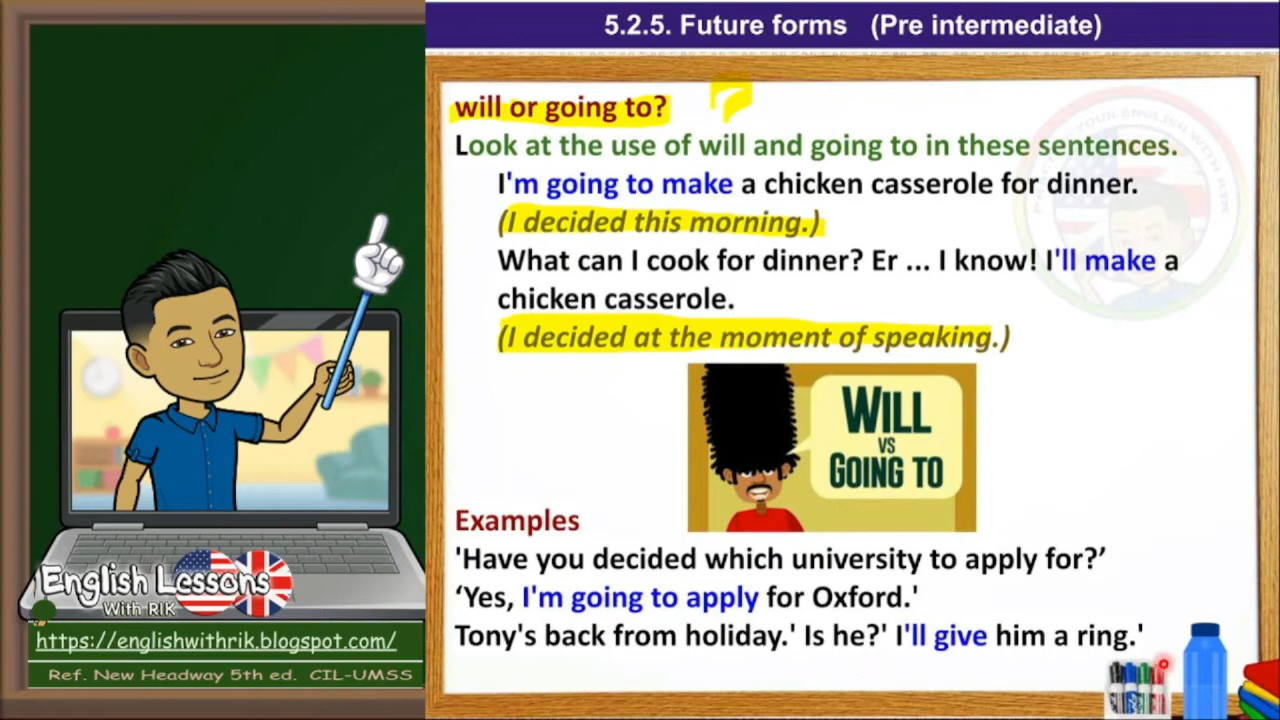 5.2.5. Future forms (Pre intermediate)
will or going to?
Look at the use of will and going to in these sentences.
I'm going to make a chicken casserole for dinner.
(I decided this morning.)
What can I cook for dinner? Er ... I know! I'll make a
chicken casserole.
(I decided at the moment of speaking.)
WILL
VS
GOING TO
Examples
'Have you decided which university to apply for?’
‘Yes, I'm going to apply for Oxford.'
Tony's back from holiday.' Is he?' I'll give him a ring.'
English Lessons
With RIK
https://englishwithrik.blogspot.com/
Ref. New Headway 5th ed. CIL-UMSS